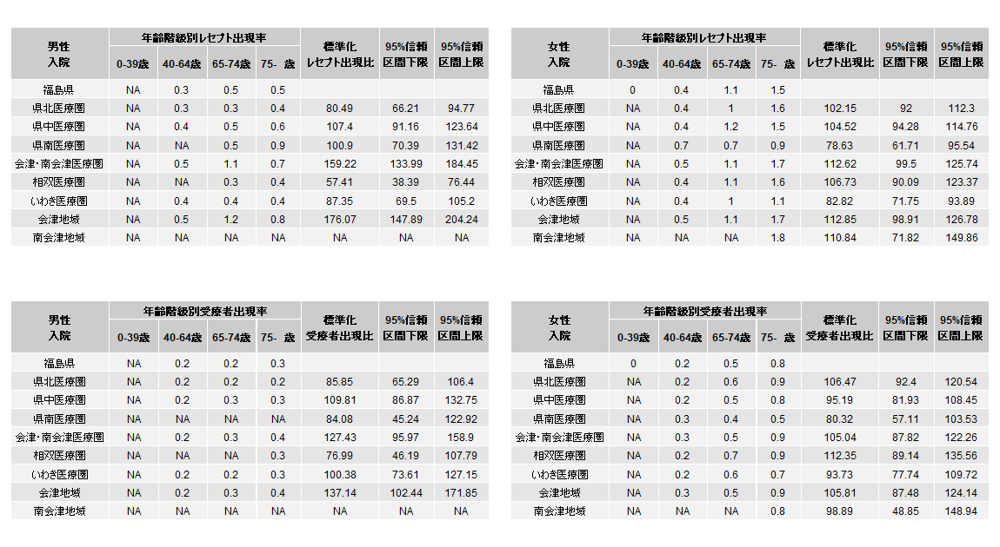 男性 入院 年齢階級別レセプト出現率 標準化 レセプト出現比 95%信頼 区間下限 95%信頼 区間上限
0-39歳 40-64歳 65-74歳 75- 歳
福島県 NA 0.3 0.5 0.5
県北医療圏 NA 0.3 0.3 0.4 80.49 66.21 94.77
県中医療圏 NA 0.4 0.5 0.6 107.4 91.16 123.64
県南医療圏 NA NA 0.5 0.9 100.9 70.39 131.42
会津・南会津医療圏 NA 0.5 1.1 0.7 159.22 133.99 184.45
相双医療圏 NA NA 0.3 0.4 57.41 38.39 76.44
いわき医療圏 NA 0.4 0.4 0.4 87.35 69.5 105.2
会津地域 NA 0.5 1.2 0.8 176.07 147.89 204.24
南会津地域 NA NA NA NA NA NA NA
女性 入院 年齢階級別レセプト出現率 標準化 レセプト出現比 95%信頼 区間下限 95%信頼 区間上限
0-39歳 40-64歳 65-74歳 75- 歳
福島県 0 0.4 1.1 1.5
県北医療圏 NA 0.4 1 1.6 102.15 92 112.3
県中医療圏 NA 0.4 1.2 1.5 104.52 94.28 114.76
県南医療圏 NA 0.7 0.7 0.9 78.63 61.71 95.54
会津・南会津医療圏 NA 0.5 1.1 1.7 112.62 99.5 125.74
相双医療圏 NA 0.4 1.1 1.6 106.73 90.09 123.37
いわき医療圏 NA 0.4 1 1.1 82.82 71.75 93.89
会津地域 NA 0.5 1.1 1.7 112.85 98.91 126.78
南会津地域 NA NA NA 1.8 110.84 71.82 149.86
男性 入院 年齢階級別受療者出現率 標準化 受療者出現比 95%信頼 区間下限 95%信頼 区間上限
0-39歳 40-64歳 65-74歳 75- 歳
福島県 NA 0.2 0.2 0.3
県北医療圏 NA 0.2 0.2 0.2 85.85 65.29 106.4
県中医療圏 NA 0.2 0.3 0.3 109.81 86.87 132.75
県南医療圏 NA NA NA NA 84.08 45.24 122.92
会津・南会津医療圏 NA 0.2 0.3 0.4 127.43 95.97 158.9
相双医療圏 NA NA NA 0.3 76.99 46.19 107.79
いわき医療圏 NA 0.2 0.2 0.3 100.38 73.61 127.15
会津地域 NA 0.2 0.3 0.4 137.14 102.44 171.85
南会津地域 NA NA NA NA NA NA NA
女性 入院 年齢階級別受療者出現率 標準化 受療者出現比 95%信頼 区間下限 95%信頼 区間上限
0-39歳 40-64歳 65-74歳 75- 歳
福島県 0 0.2 0.5 0.8
県北医療圏 NA 0.2 0.6 0.9 106.47 92.4 120.54
県中医療圏 NA 0.2 0.5 0.8 95.19 81.93 108.45
県南医療圏 NA 0.3 0.4 0.5 80.32 57.11 103.53
会津・南会津医療圏 NA 0.3 0.5 0.9 105.04 87.82 122.26
相双医療圏 NA 0.2 0.7 0.9 112.35 89.14 135.56
いわき医療圏 NA 0.2 0.6 0.7 93.73 77.74 109.72
会津地域 NA 0.3 0.5 0.9 105.81 87.48 124.14
南会津地域 NA NA NA 0.8 98.89 48.85 148.94